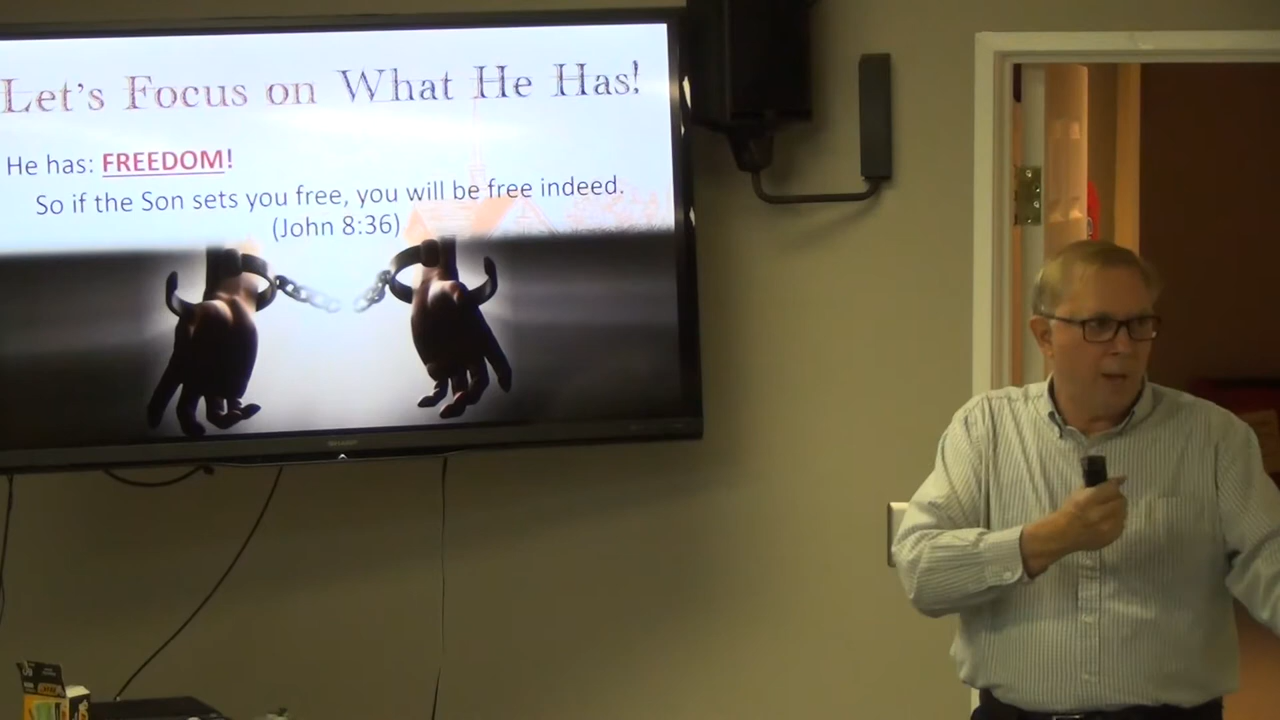 Let's Focus on What He Has!
He has: FREEDOM!
So if the Son sets you free, you will be free indeed.
(John 8:36)
SHARP